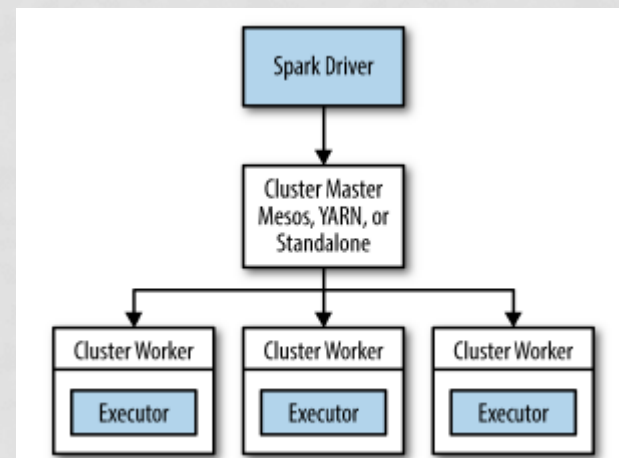 Spark Driver
Cluster Master
Mesos, YARN, or
Standalone
Cluster Worker
Executor
Cluster Worker
Executor
Cluster Worker
Executor